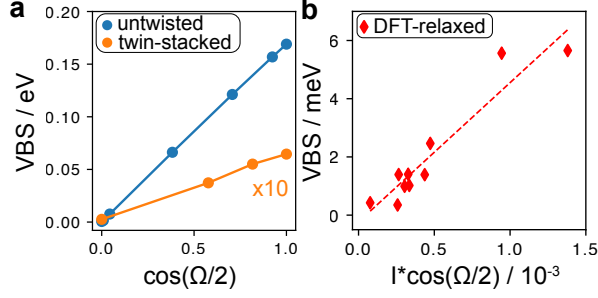 a
untwisted
twin-stacked
VBS / eV
0.20
0.15
0.10
0.05
0.00
x10
0.0
0.5
1.0
cos(Ω/2)
b
DFT-relaxed
VBS / meV
6
4
2
0
0.0
0.5
1.0
1.5
I*cos(Ω/2) / 10⁻³